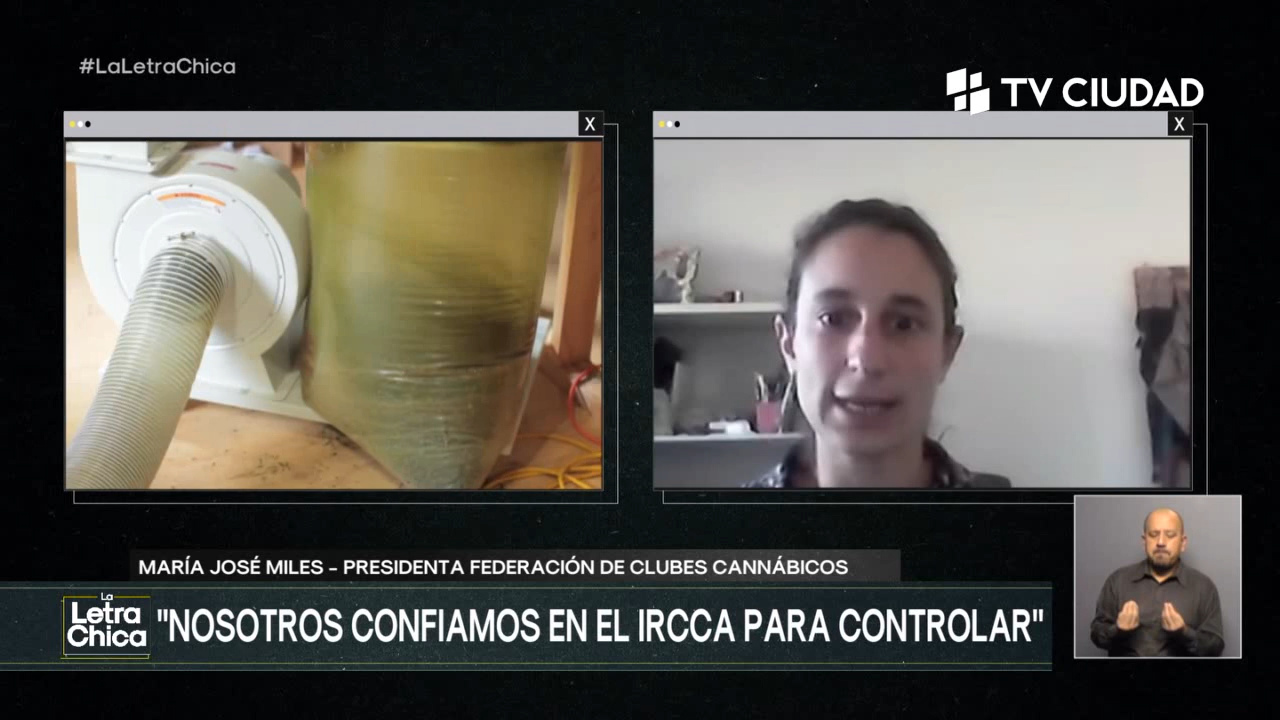 #LaLetraChica
TV CIUDAD
X
X
MARÍA JOSÉ MILES - PRESIDENTA FEDERACIÓN DE CLUBES CANNÁBICOS
La
Letra
Chica
"NOSOTROS CONFIAMOS EN EL IRCCA PARA CONTROLAR"